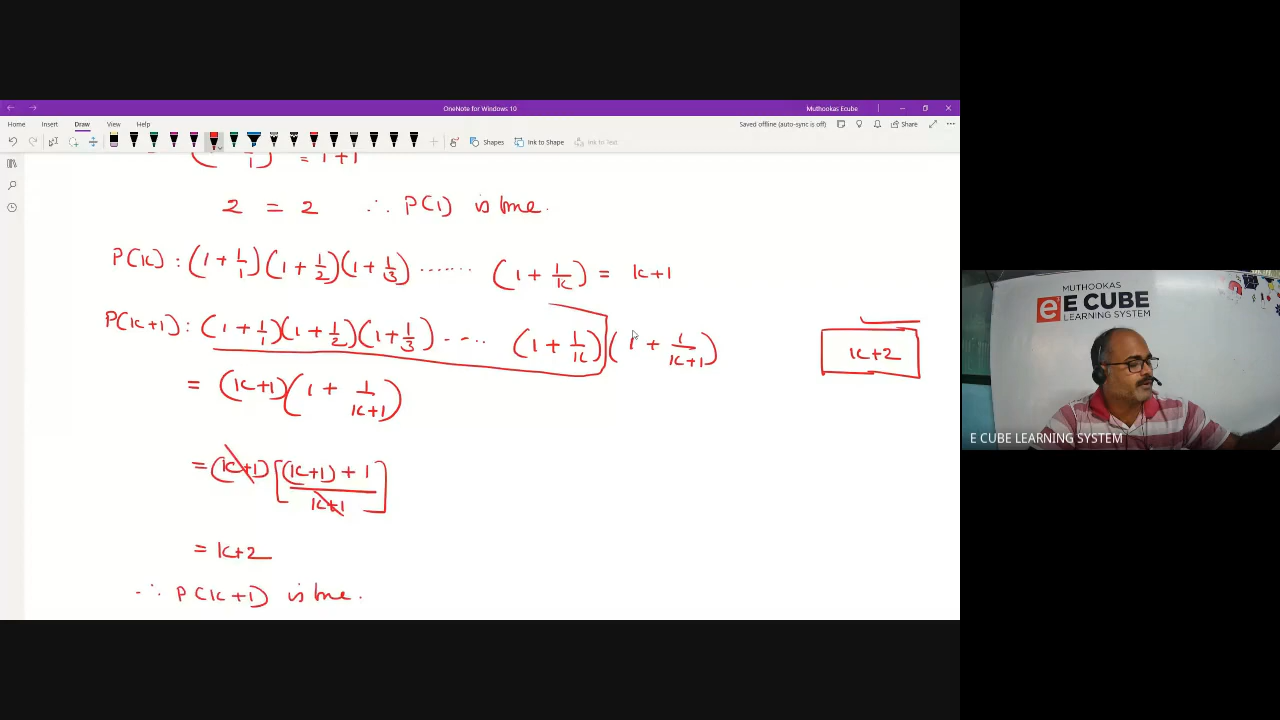 OneNote for Windows 10
Muthookas Ecube
Home Insert Draw View Help
Saved offline (auto-sync is off)
Share
Shapes
Ink to Shape
Ink to Text
( 1 ) = 1+1
2 = 2 ∴ P(1) is true.
P(k) : (1 + 1/1)(1 + 1/2)(1 + 1/3) ....... (1 + 1/k) = k+1
P(k+1) : (1 + 1/1)(1 + 1/2)(1 + 1/3) ..... (1 + 1/k)(1 + 1/(k+1))
k+2
= (k+1)(1 + 1/(k+1))
= (k+1) [((k+1) + 1)/(k+1)]
= k+2
∴ P(k+1) is true.
MUTHOOKAS
e E CUBE
LEARNING SYSTEM
E CUBE LEARNING SYSTEM